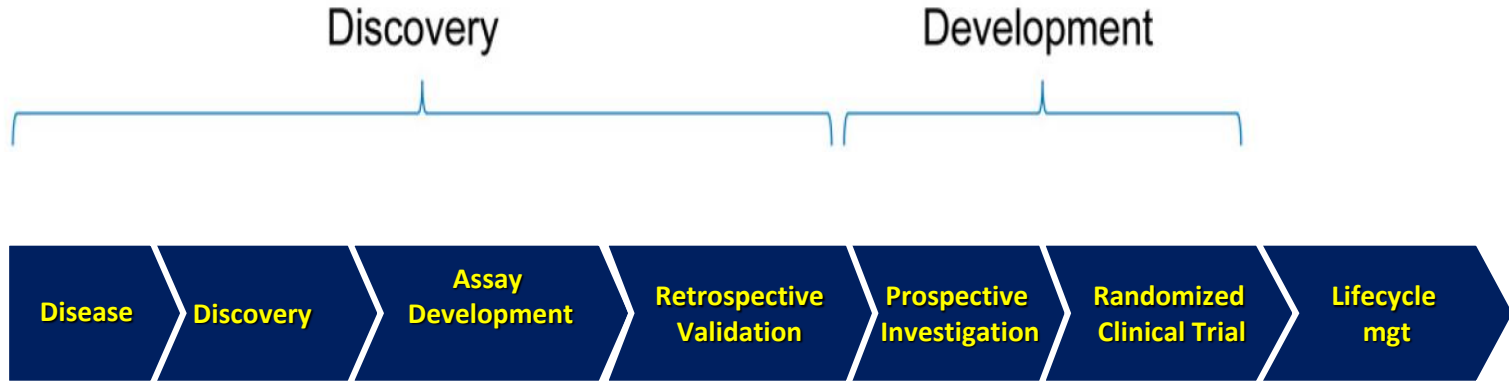 Discovery
Development
Disease
Discovery
Assay
Development
Retrospective
Validation
Prospective
Investigation
Randomized
Clinical Trial
Lifecycle
mgt